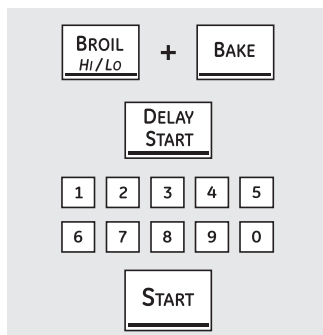 BROIL + BAKE
HI / LO
DELAY
START
1 2 3 4 5
6 7 8 9 0
START